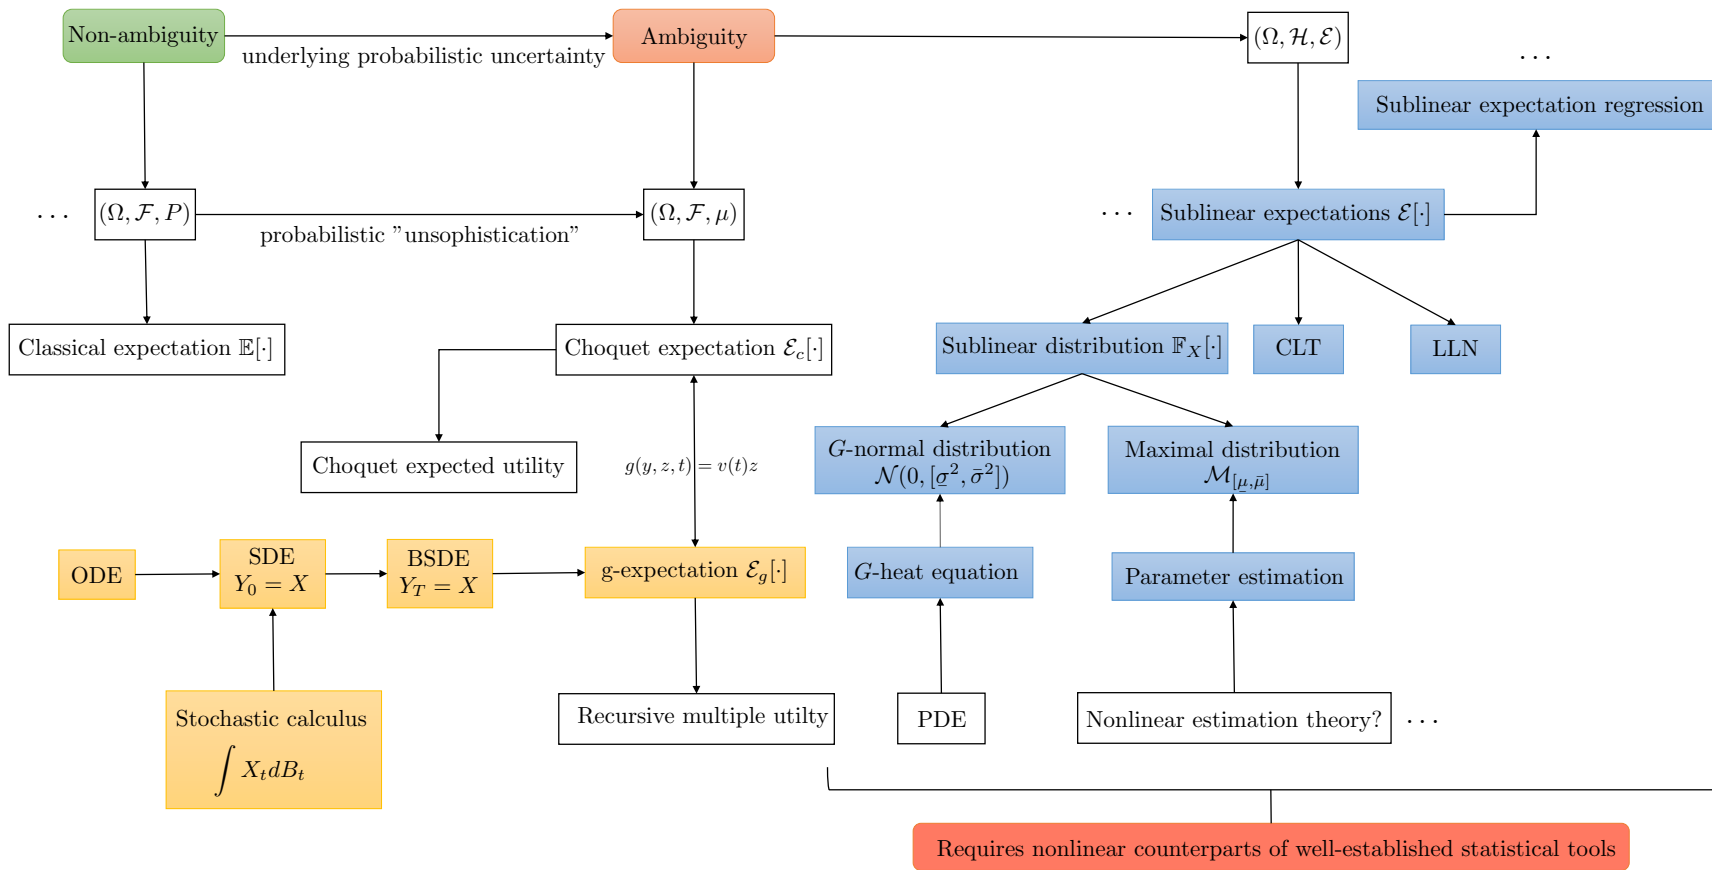 Non-ambiguity
underlying probabilistic uncertainty
Ambiguity
(Ω, ℋ, ℰ)
. . .
Sublinear expectation regression
. . .
(Ω, ℱ, P)
probabilistic ”unsophistication”
(Ω, ℱ, μ)
. . .
Sublinear expectations ℰ[·]
Classical expectation 𝔼[·]
Choquet expectation ℰ_c[·]
Sublinear distribution 𝔽_X[·]
CLT
LLN
Choquet expected utility
g(y, z, t) = v(t)z
G-normal distribution
𝒩(0, [σ̲², σ̄²])
Maximal distribution
ℳ_[μ̲,μ̄]
ODE
SDE
Y₀ = X
BSDE
Y_T = X
g-expectation ℰ_g[·]
G-heat equation
Parameter estimation
Stochastic calculus
∫ X_t dB_t
Recursive multiple utilty
PDE
Nonlinear estimation theory?
. . .
Requires nonlinear counterparts of well-established statistical tools